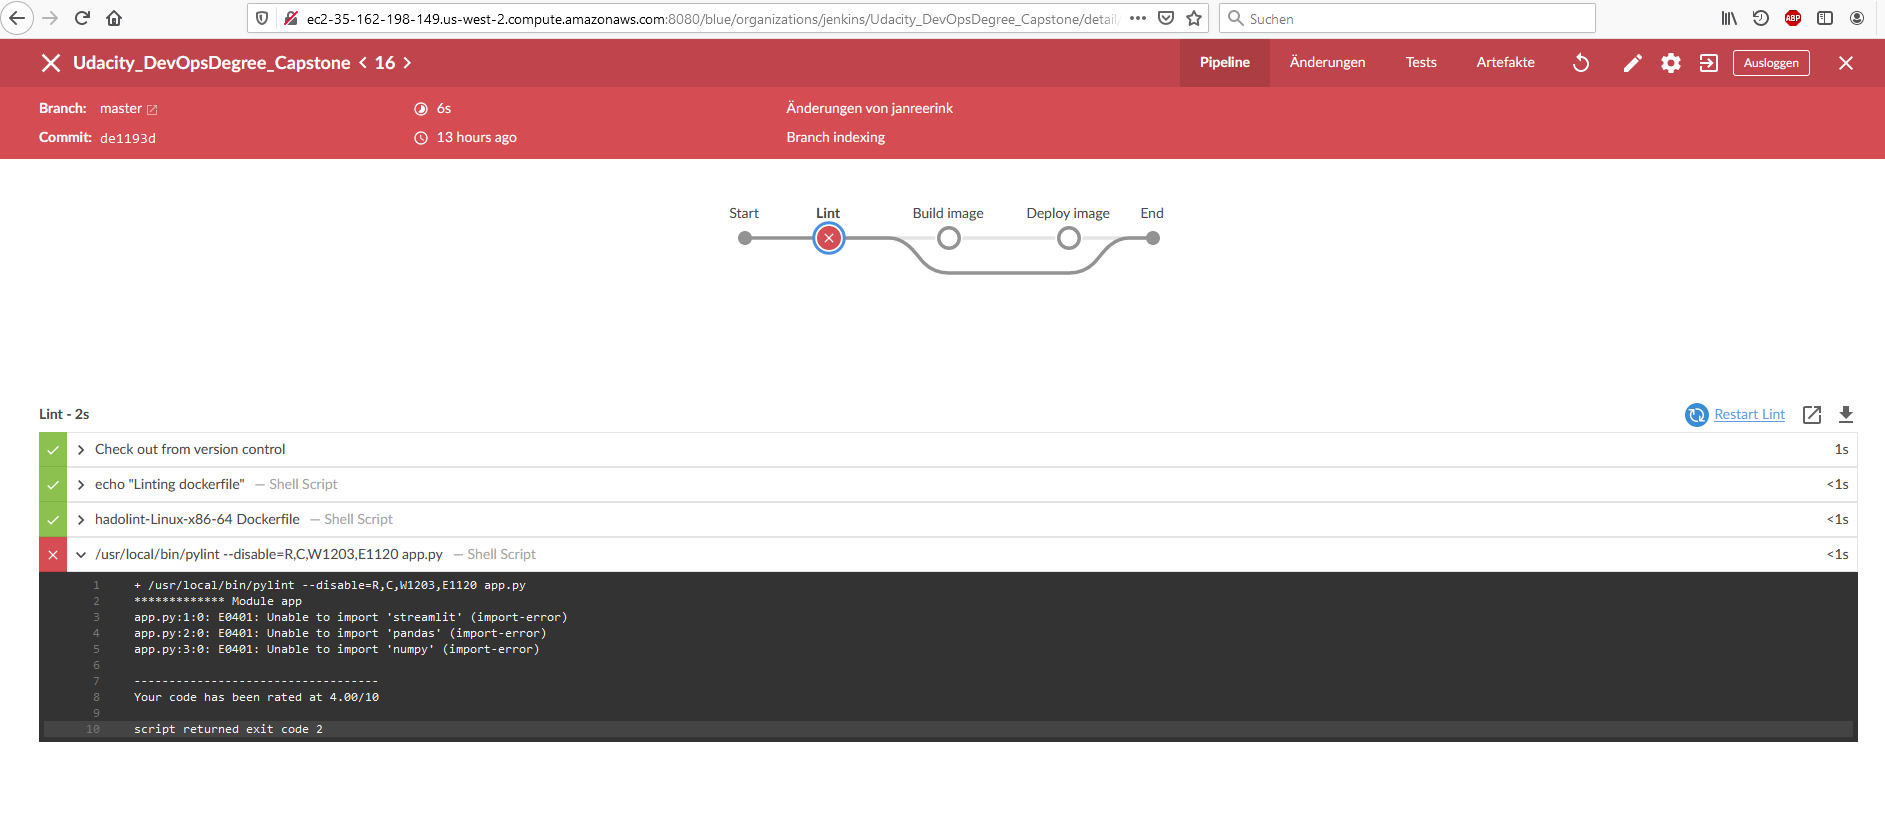 ec2-35-162-198-149.us-west-2.compute.amazonaws.com:8080/blue/organizations/jenkins/Udacity_DevOpsDegree_Capstone/detail/
Suchen
ABP
Udacity_DevOpsDegree_Capstone < 16 >
Pipeline
Änderungen
Tests
Artefakte
Ausloggen
Branch: master
6s
Änderungen von janreerink
Commit: de1193d
13 hours ago
Branch indexing
Start
Lint
Build image
Deploy image
End
Lint - 2s
Restart Lint
Check out from version control
1s
echo "Linting dockerfile" — Shell Script
<1s
hadolint-Linux-x86-64 Dockerfile — Shell Script
<1s
/usr/local/bin/pylint --disable=R,C,W1203,E1120 app.py — Shell Script
<1s
1 + /usr/local/bin/pylint --disable=R,C,W1203,E1120 app.py
2 ************* Module app
3 app.py:1:0: E0401: Unable to import 'streamlit' (import-error)
4 app.py:2:0: E0401: Unable to import 'pandas' (import-error)
5 app.py:3:0: E0401: Unable to import 'numpy' (import-error)
6
7 -----------------------------------
8 Your code has been rated at 4.00/10
9
10 script returned exit code 2